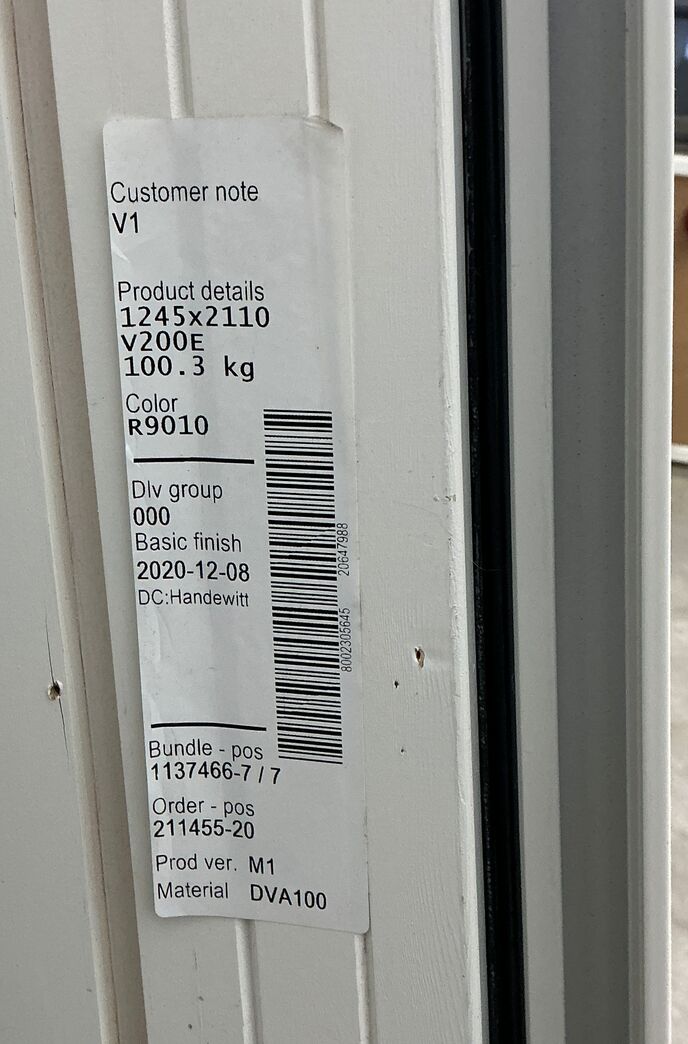 Customer note
V1
Product details
1245x2110
V200E
100.3 kg
Color
R9010
Dlv group
000
Basic finish
2020-12-08
DC:Handewitt
20647988
8002305645
Bundle - pos
1137466-7 / 7
Order - pos
211455-20
Prod ver. M1
Material DVA100